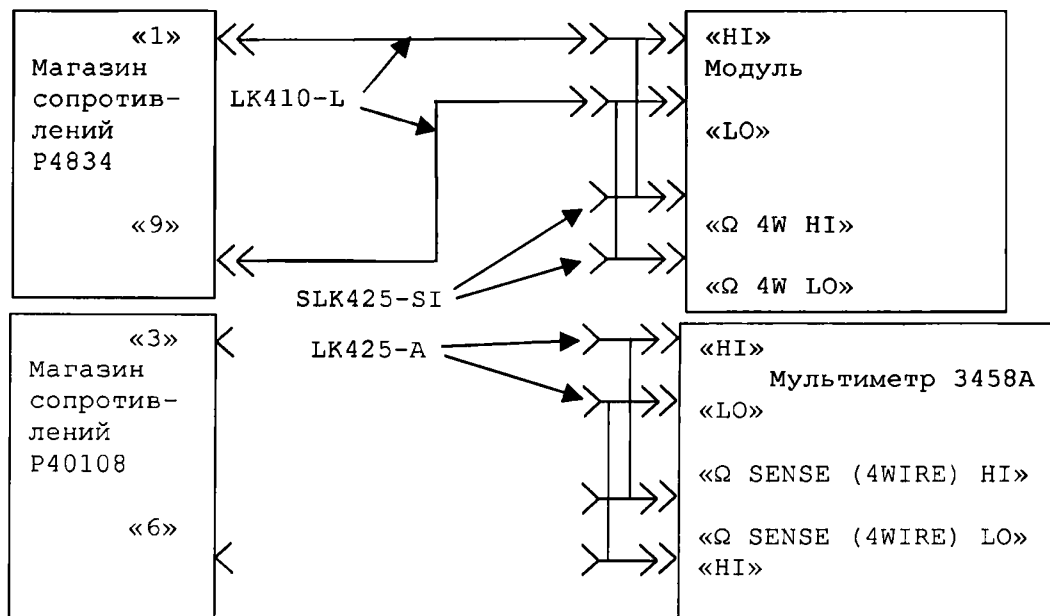 «1»
Магазин
сопротив-
лений
Р4834
«9»
LK410-L
SLK425-SI
«HI»
Модуль
«LO»
«Ω 4W HI»
«Ω 4W LO»
«3»
Магазин
сопротив-
лений
Р40108
«6»
LK425-A
«HI»
Мультиметр 3458А
«LO»
«Ω SENSE (4WIRE) HI»
«Ω SENSE (4WIRE) LO»
«HI»